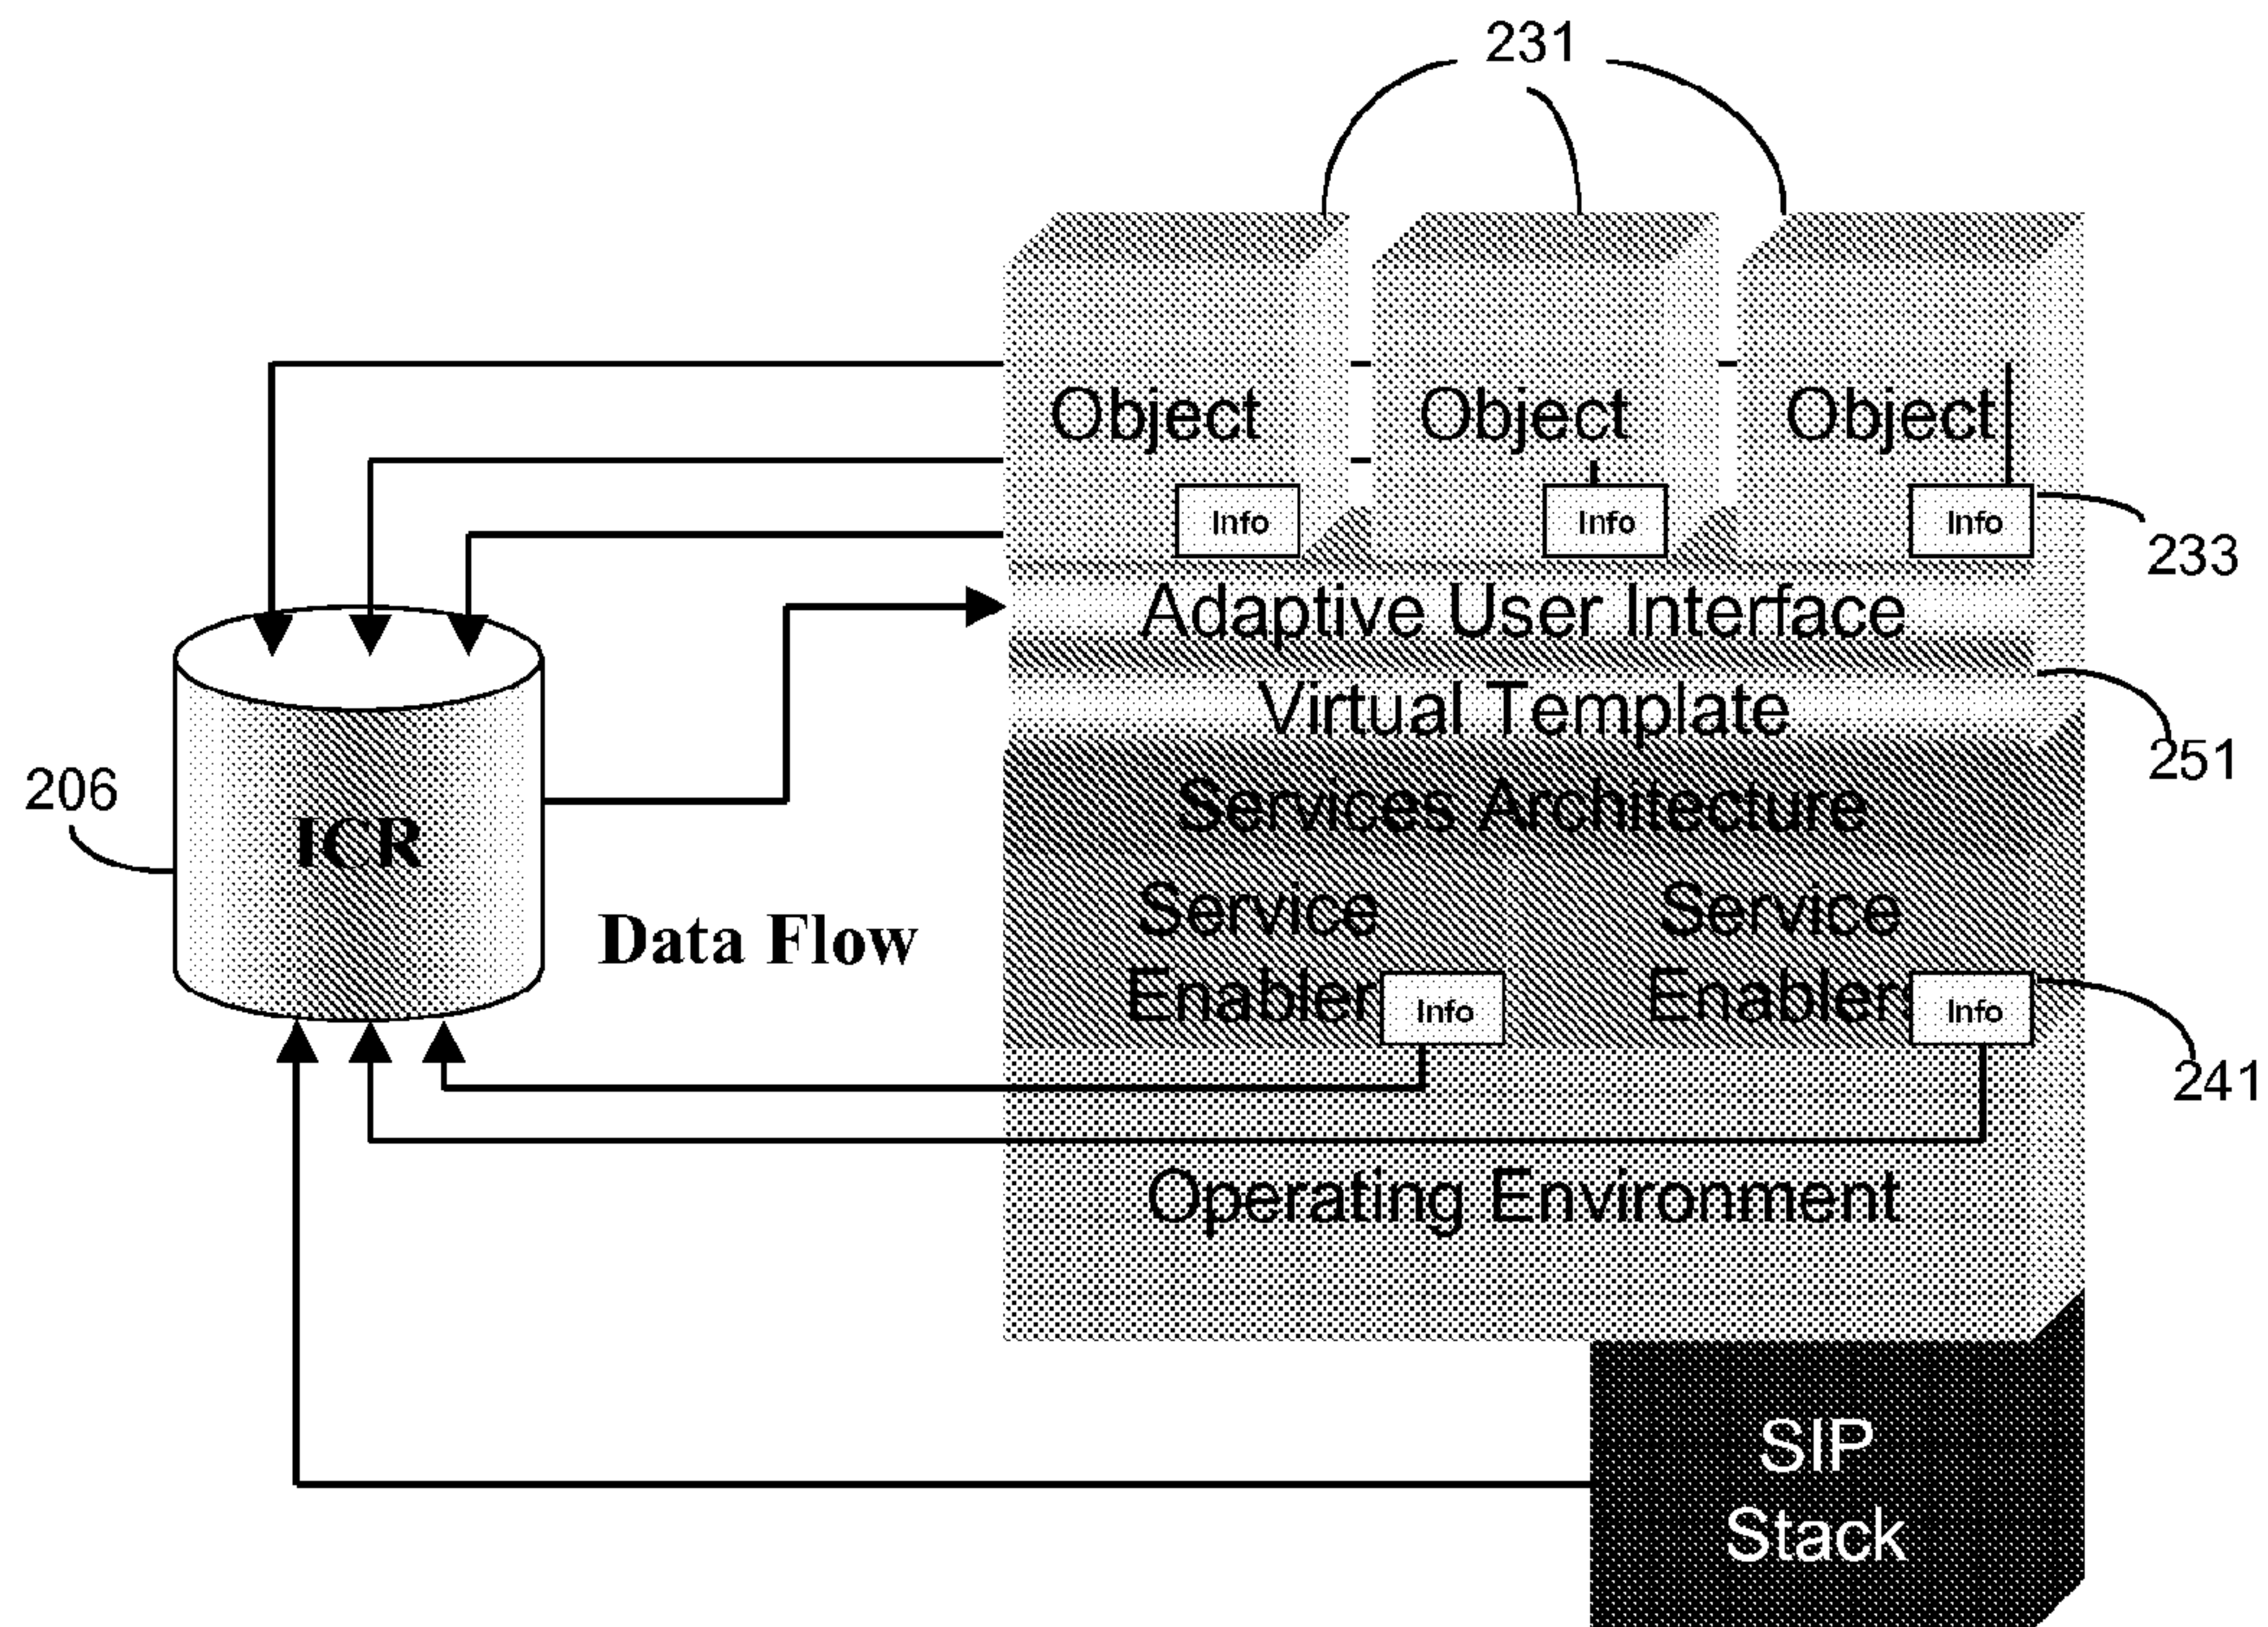 231
Object Object Object
Info Info Info
233
Adaptive User Interface
Virtual Template
251
206
ICR
Services Architecture
Data Flow
Service
Enabler
Info
Service
Enablers
Info
241
Operating Environment
SIP
Stack